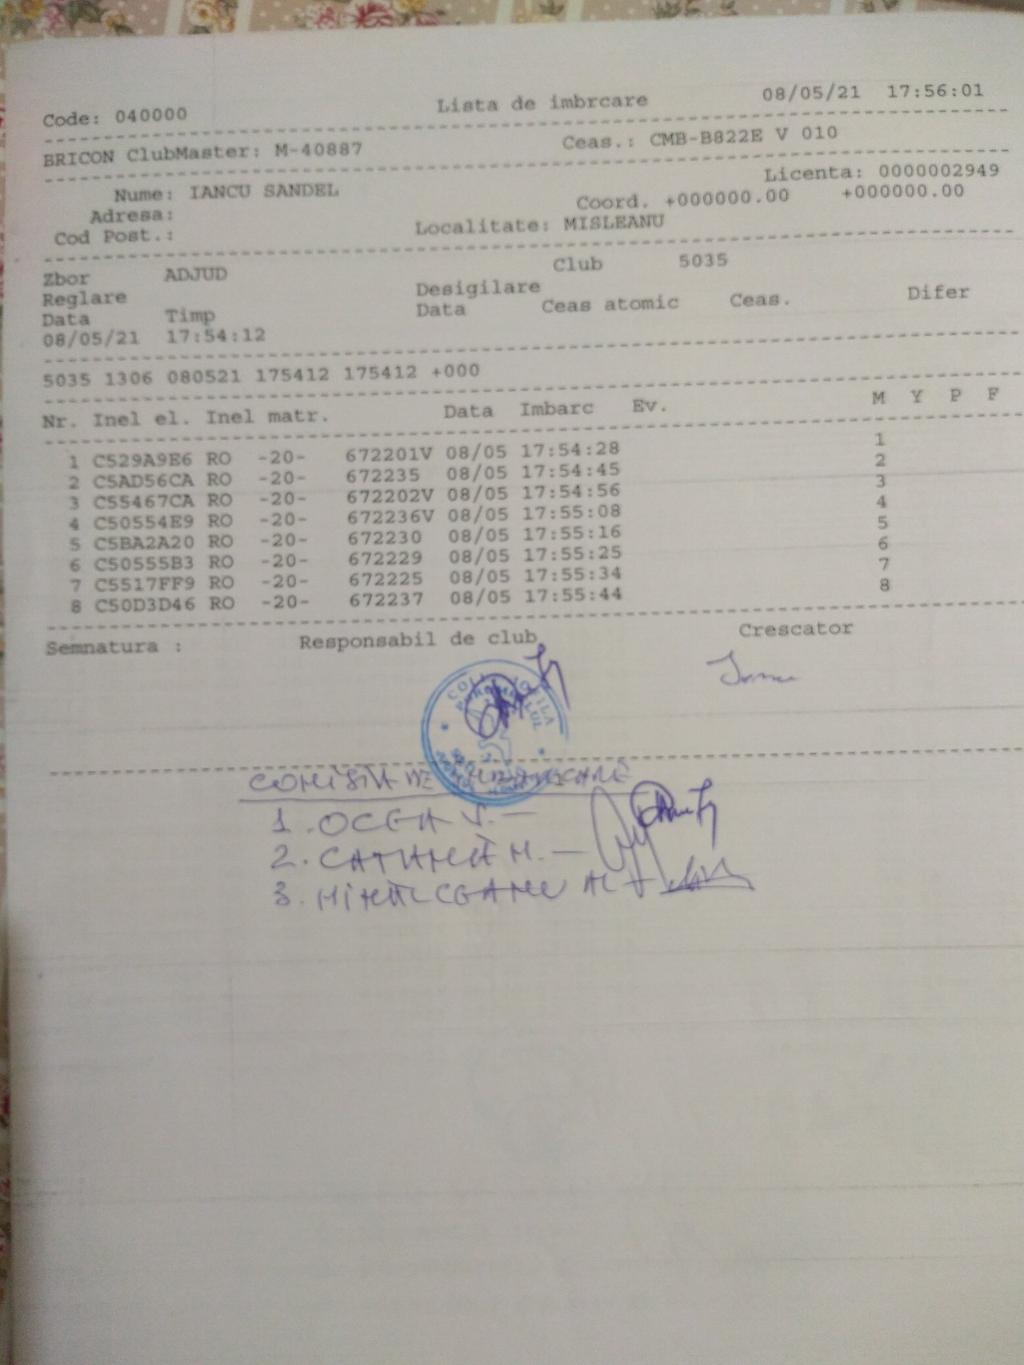 Code: 040000 Lista de imbrcare 08/05/21 17:56:01
BRICON ClubMaster: M-40887 Ceas.: CMB-B822E V 010
Licenta: 0000002949
Nume: IANCU SANDEL Coord. +000000.00 +000000.00
Adresa:
Cod Post.: Localitate: MISLEANU
Zbor ADJUD Club 5035
Reglare Desigilare
Data Timp Data Ceas atomic Ceas. Difer
08/05/21 17:54:12
5035 1306 080521 175412 175412 +000
Nr. Inel el. Inel matr. Data Imbarc Ev. M Y P F
1 C529A9E6 RO -20- 672201V 08/05 17:54:28 1
2 C5AD56CA RO -20- 672235 08/05 17:54:45 2
3 C55467CA RO -20- 672202V 08/05 17:54:56 3
4 C50554E9 RO -20- 672236V 08/05 17:55:08 4
5 C5BA2A20 RO -20- 672230 08/05 17:55:16 5
6 C50555B3 RO -20- 672229 08/05 17:55:25 6
7 C5517FF9 RO -20- 672225 08/05 17:55:34 7
8 C50D3D46 RO -20- 672237 08/05 17:55:44 8
Semnatura : Responsabil de club Crescator
COMISIA DE
1. OCEA V. —
2. M. —
3.